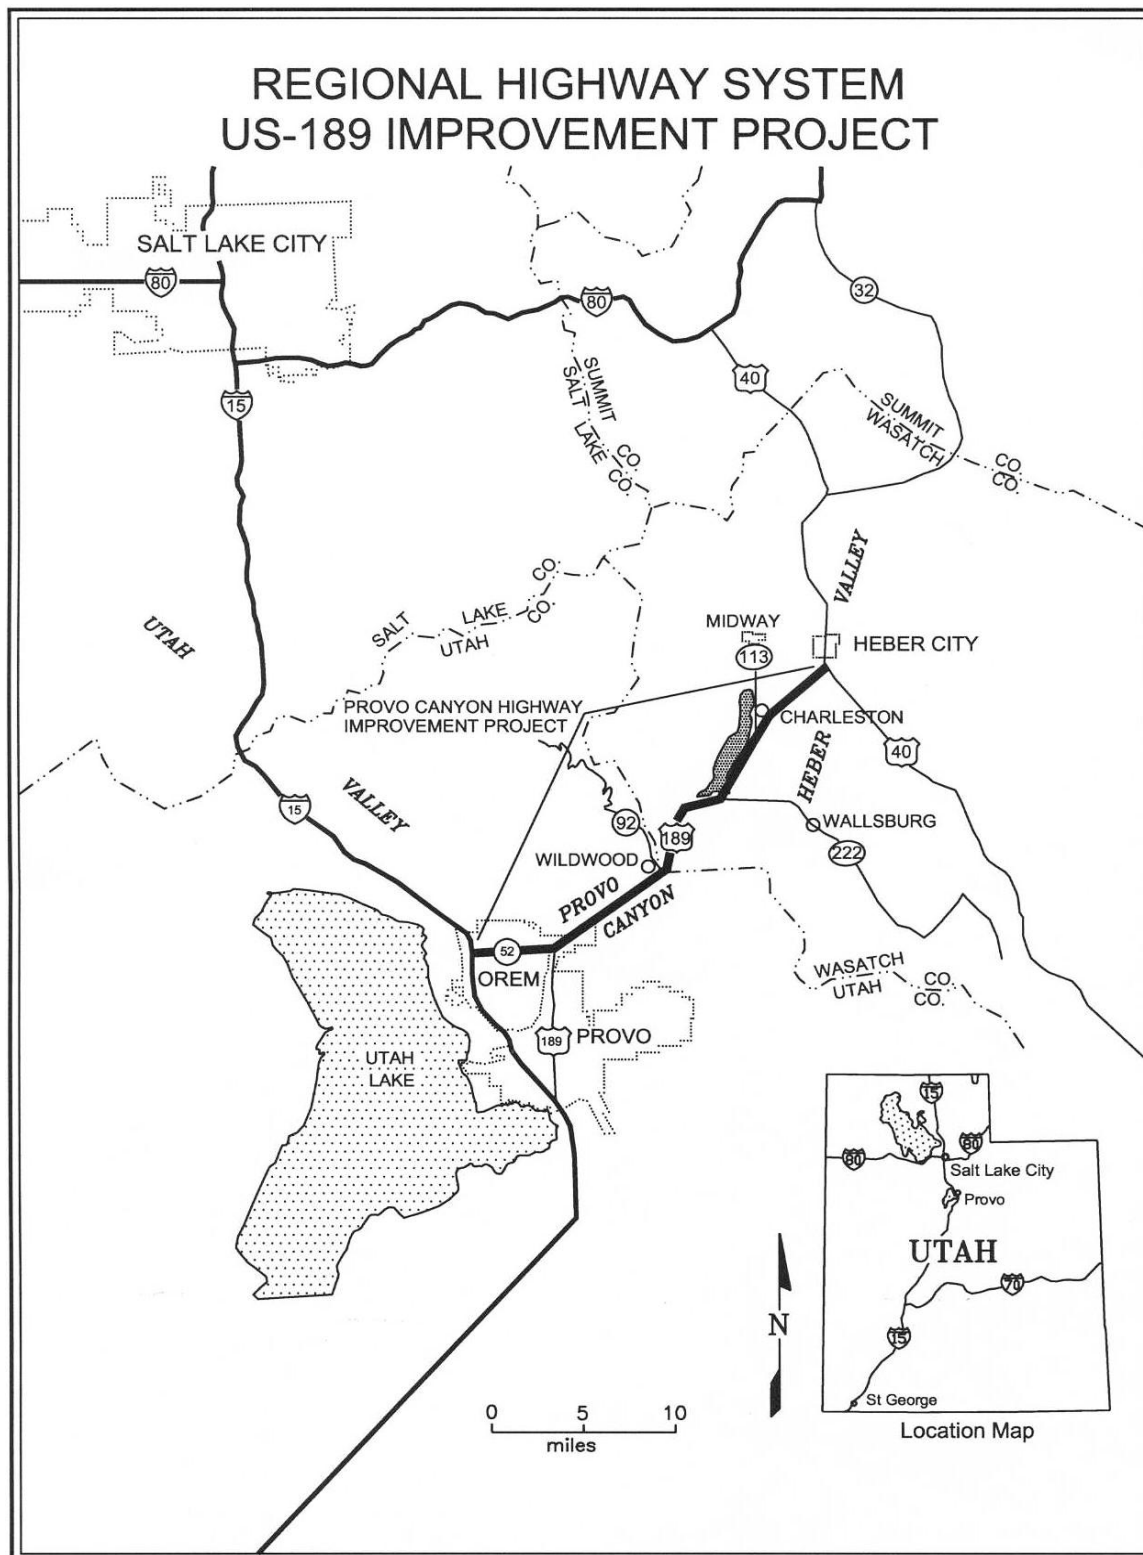 REGIONAL HIGHWAY SYSTEM
US-189 IMPROVEMENT PROJECT
SALT LAKE CITY
80
80
32
15
40
SUMMIT CO.
SALT LAKE CO.
SUMMIT CO.
WASATCH CO.
VALLEY
UTAH
SALT LAKE CO.
UTAH CO.
MIDWAY
113
HEBER CITY
PROVO CANYON HIGHWAY
IMPROVEMENT PROJECT
CHARLESTON
40
HEBER
VALLEY
15
92
189
WALLSBURG
222
WILDWOOD
PROVO
CANYON
52
OREM
WASATCH CO.
UTAH CO.
189
PROVO
UTAH
LAKE
15
80
80
Salt Lake City
Provo
UTAH
70
15
St George
Location Map
N
0 5 10
miles